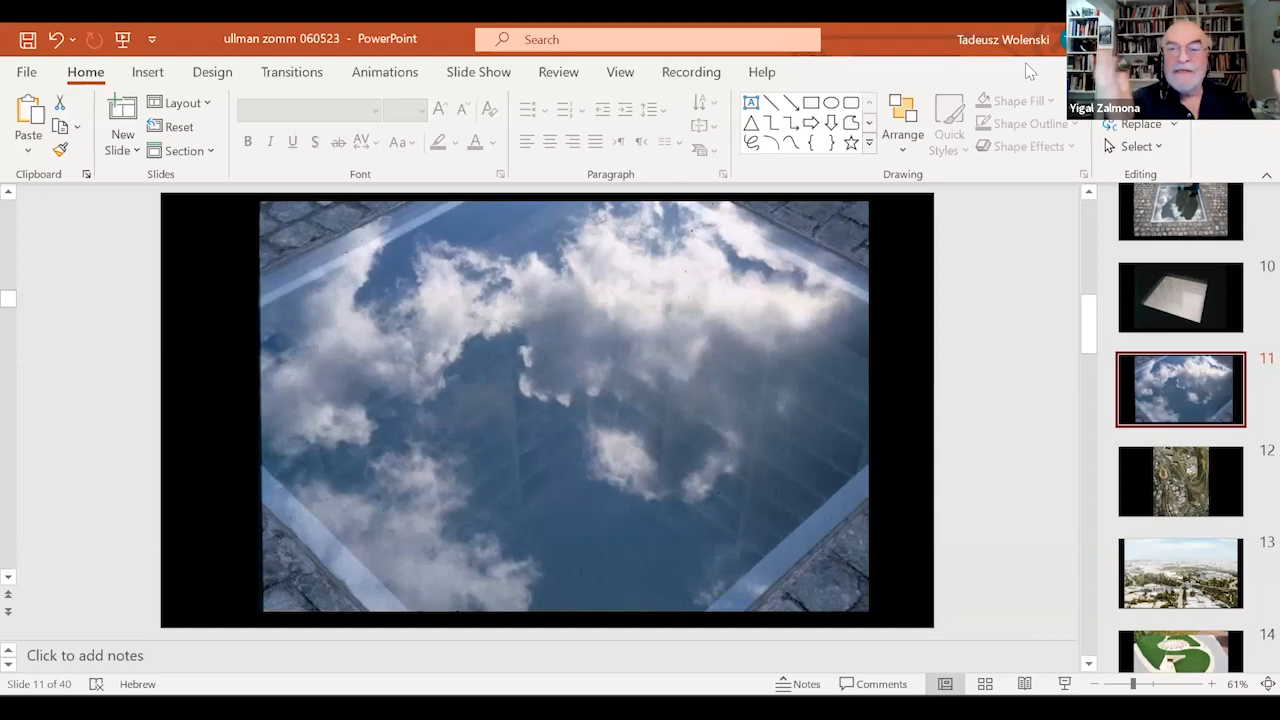 ullman zomm 060523 - PowerPoint
Search
Tadeusz Wolenski
Yigal Zalmona
File Home Insert Design Transitions Animations Slide Show Review View Recording Help
Paste
Clipboard
New Slide
Layout
Reset
Section
Slides
B I U S ab AV Aa A
Font
Paragraph
Arrange
Quick Styles
Shape Fill
Shape Outline
Shape Effects
Drawing
Replace
Select
Editing
10
11
12
13
14
Click to add notes
Slide 11 of 40
Hebrew
Notes
Comments
61%